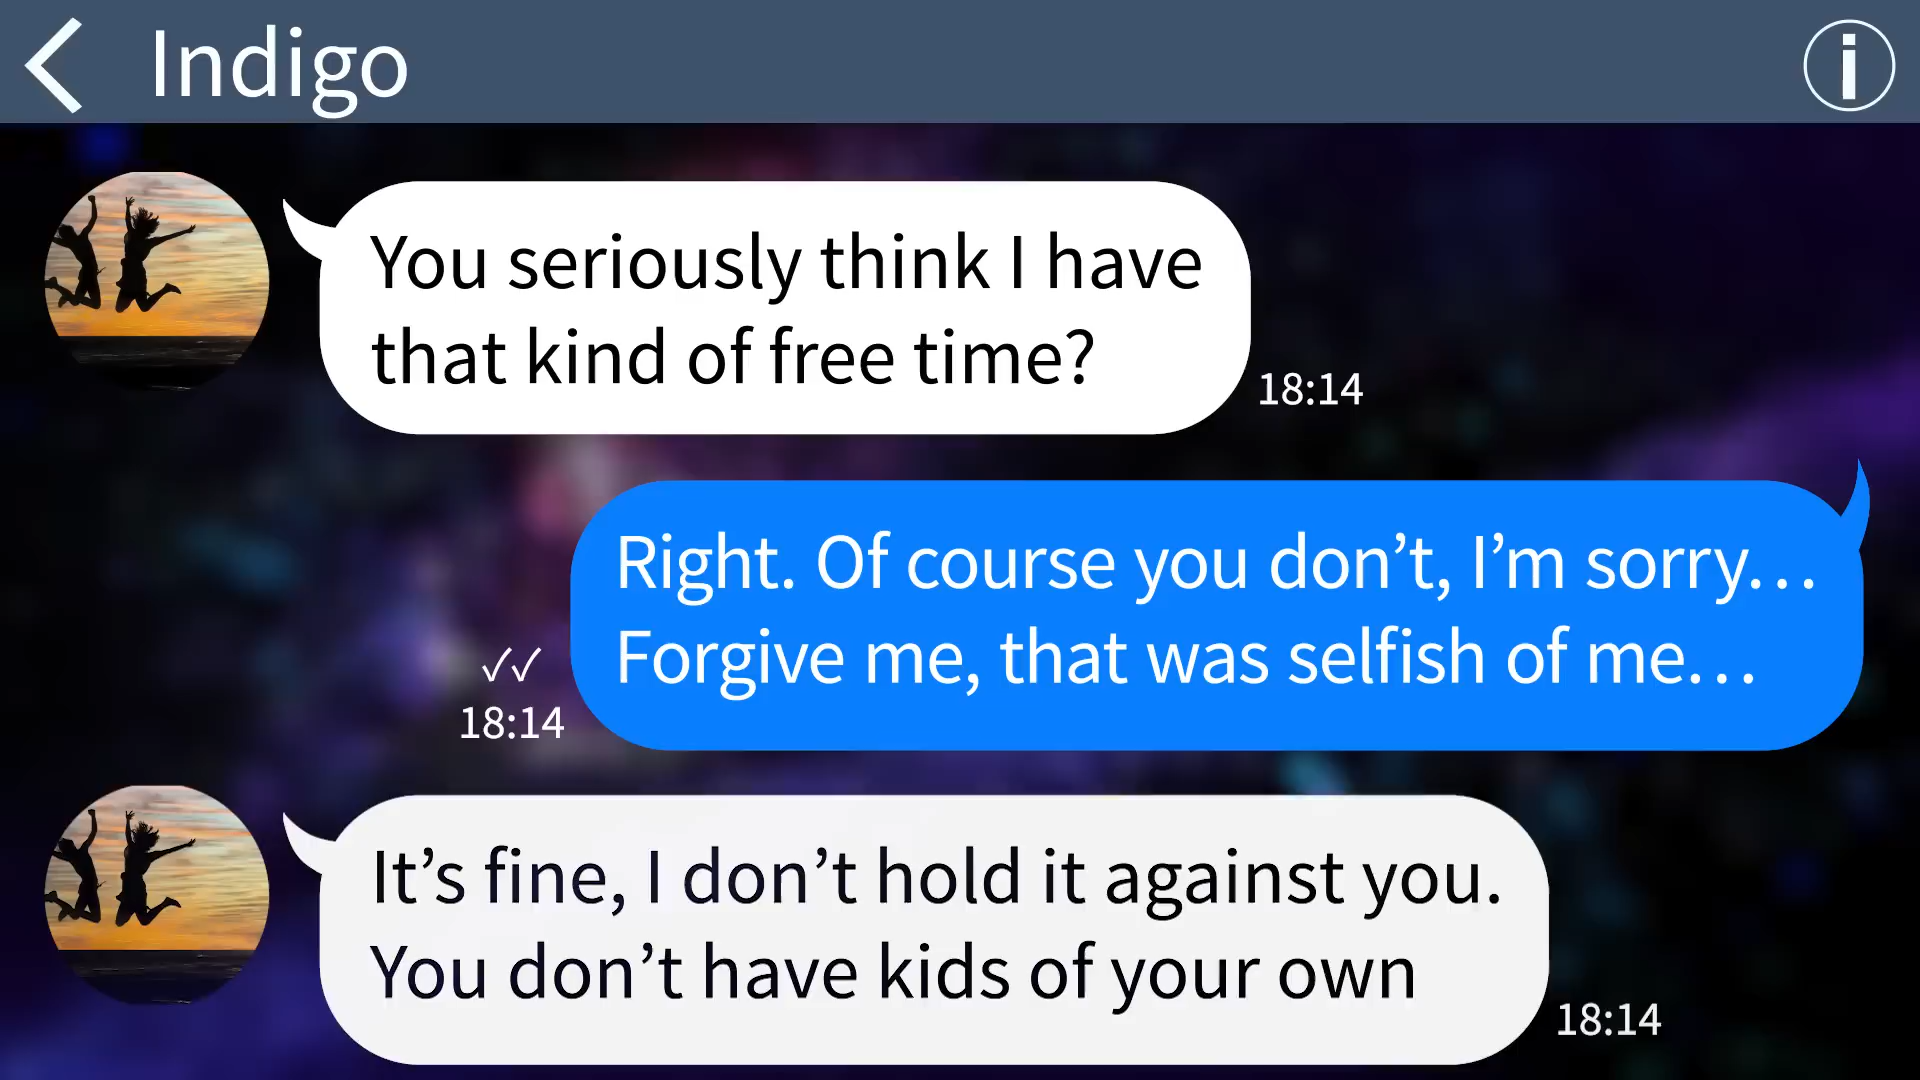 Indigo
You seriously think I have
that kind of free time?
18:14
Right. Of course you don’t, I’m sorry…
Forgive me, that was selfish of me…
✓✓
18:14
It’s fine, I don’t hold it against you.
You don’t have kids of your own
18:14